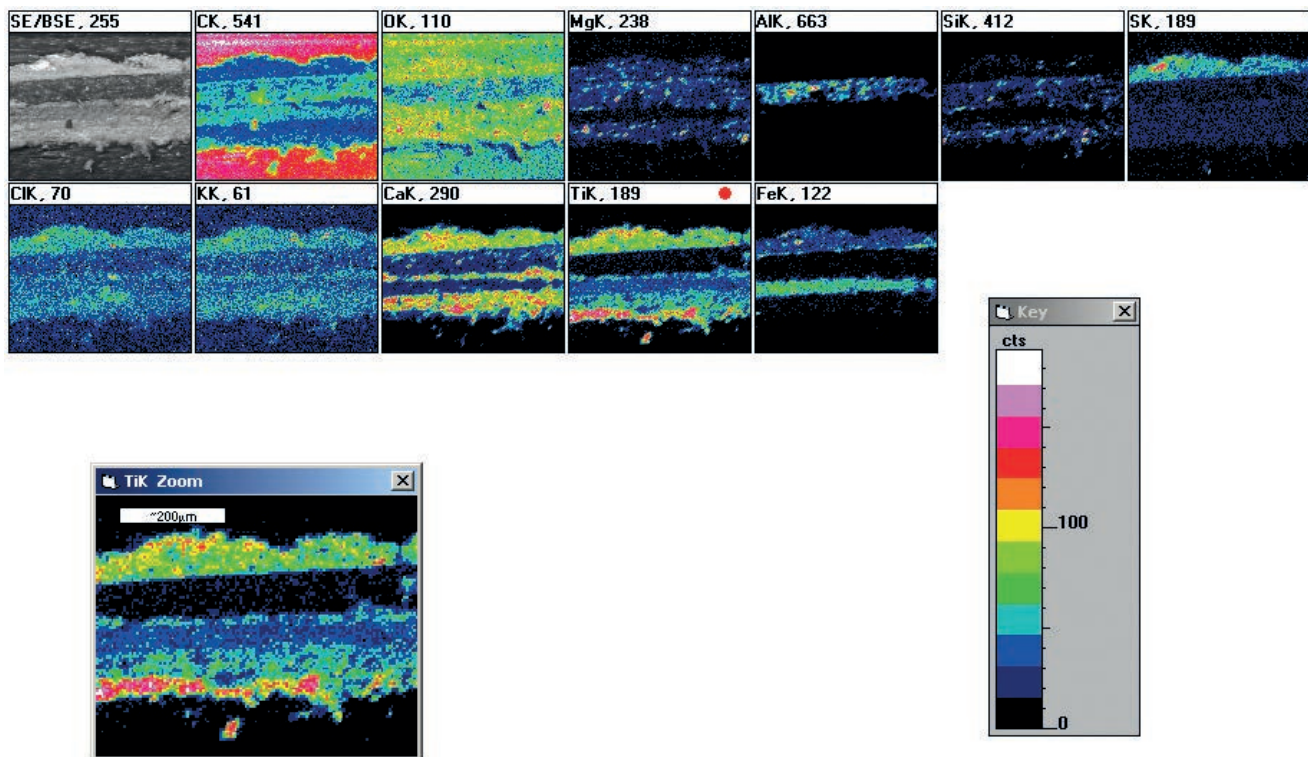 SE/BSE, 255 CK, 541 OK, 110 MgK, 238 AlK, 663 SiK, 412 SK, 189
ClK, 70 KK, 61 CaK, 290 TiK, 189 FeK, 122
Key
cts
100
0
TiK Zoom
~200µm